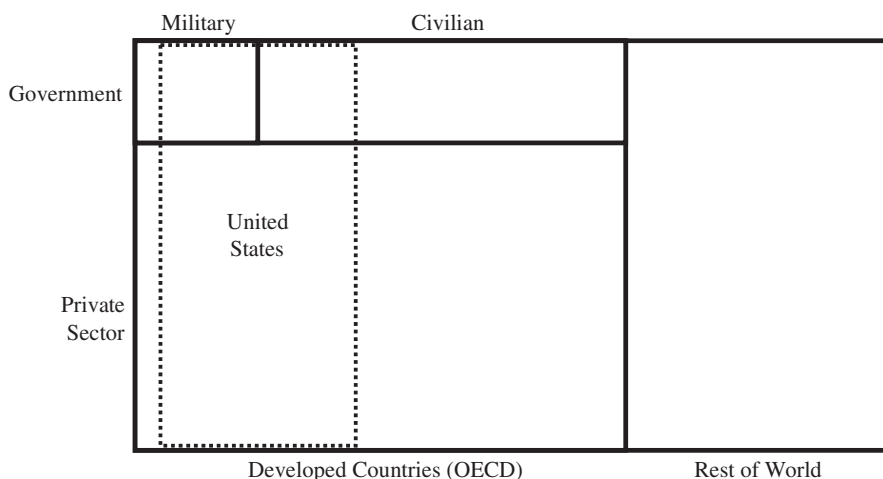 Military Civilian
Government
United
States
Private
Sector
Developed Countries (OECD) Rest of World